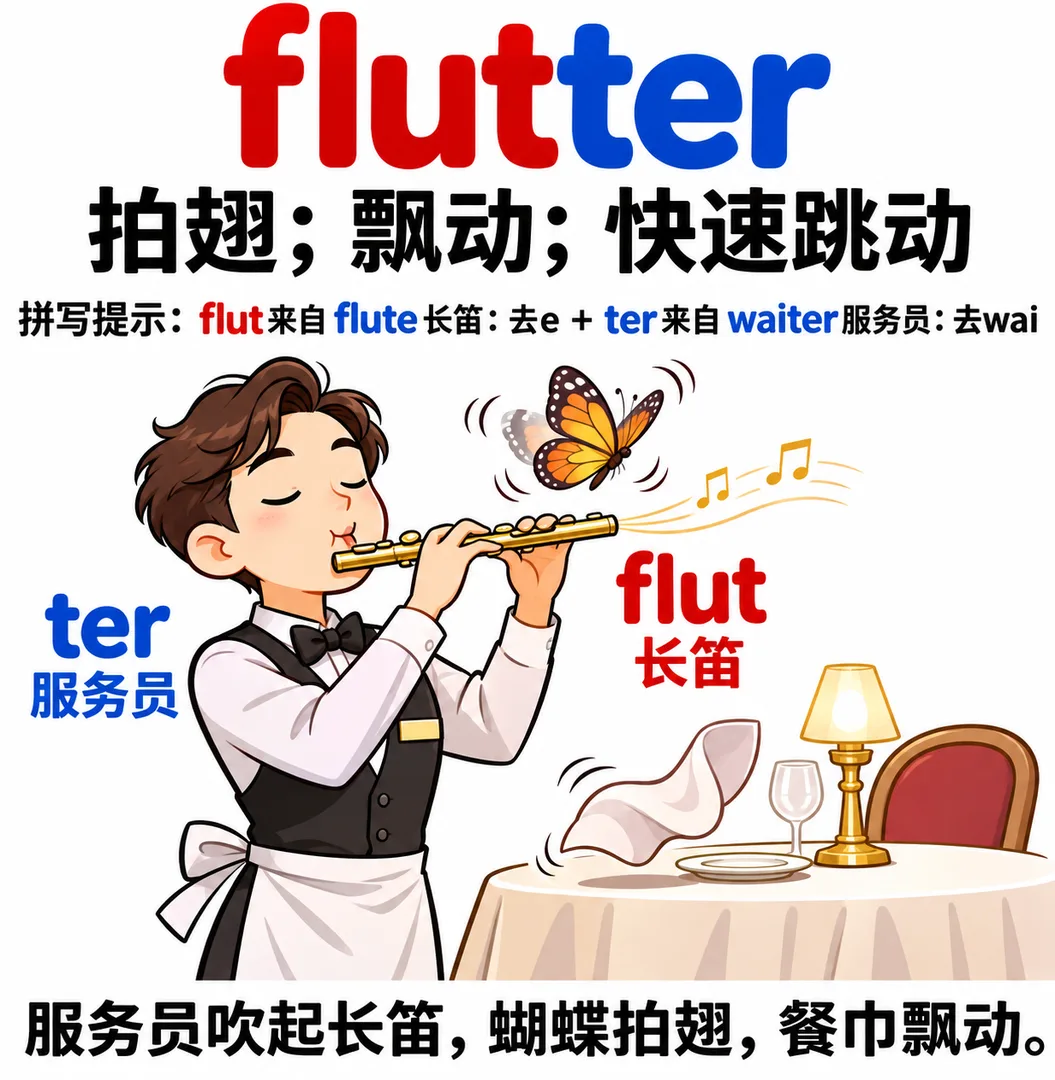 flutter
拍翅；飘动；快速跳动
拼写提示：flut来自 flute长笛：去e + ter来自 waiter服务员：去wai
ter
服务员
flut
长笛
服务员吹起长笛，蝴蝶拍翅，餐巾飘动。